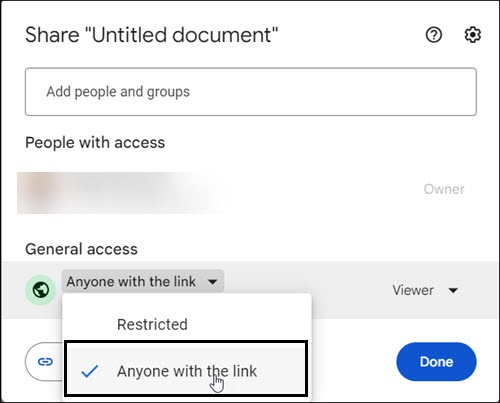 Share "Untitled document"
Add people and groups
People with access
Owner
General access
Anyone with the link
Viewer
Restricted
Anyone with the link
Done